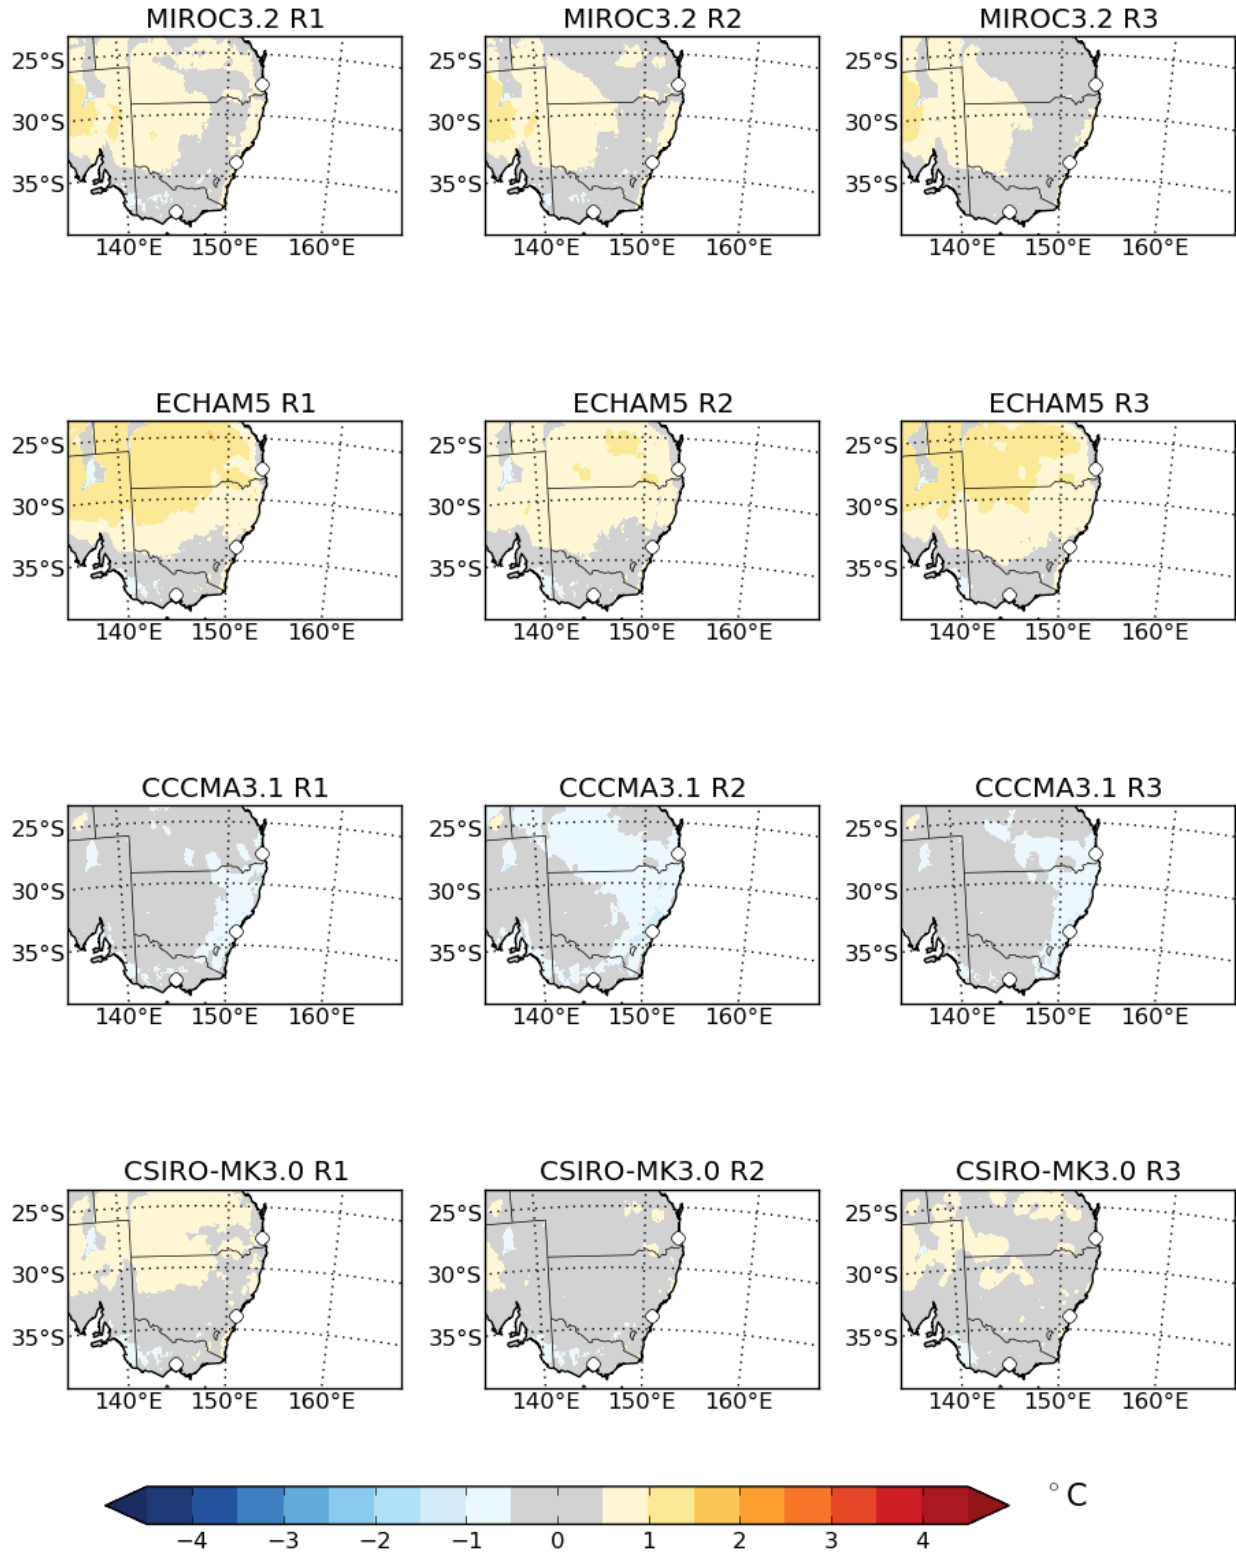 MIROC3.2 R1 MIROC3.2 R2 MIROC3.2 R3
25°S 25°S 25°S
30°S 30°S 30°S
35°S 35°S 35°S
140°E 150°E 160°E 140°E 150°E 160°E 140°E 150°E 160°E
ECHAM5 R1 ECHAM5 R2 ECHAM5 R3
25°S 25°S 25°S
30°S 30°S 30°S
35°S 35°S 35°S
140°E 150°E 160°E 140°E 150°E 160°E 140°E 150°E 160°E
CCCMA3.1 R1 CCCMA3.1 R2 CCCMA3.1 R3
25°S 25°S 25°S
30°S 30°S 30°S
35°S 35°S 35°S
140°E 150°E 160°E 140°E 150°E 160°E 140°E 150°E 160°E
CSIRO-MK3.0 R1 CSIRO-MK3.0 R2 CSIRO-MK3.0 R3
25°S 25°S 25°S
30°S 30°S 30°S
35°S 35°S 35°S
140°E 150°E 160°E 140°E 150°E 160°E 140°E 150°E 160°E
°C
−4 −3 −2 −1 0 1 2 3 4